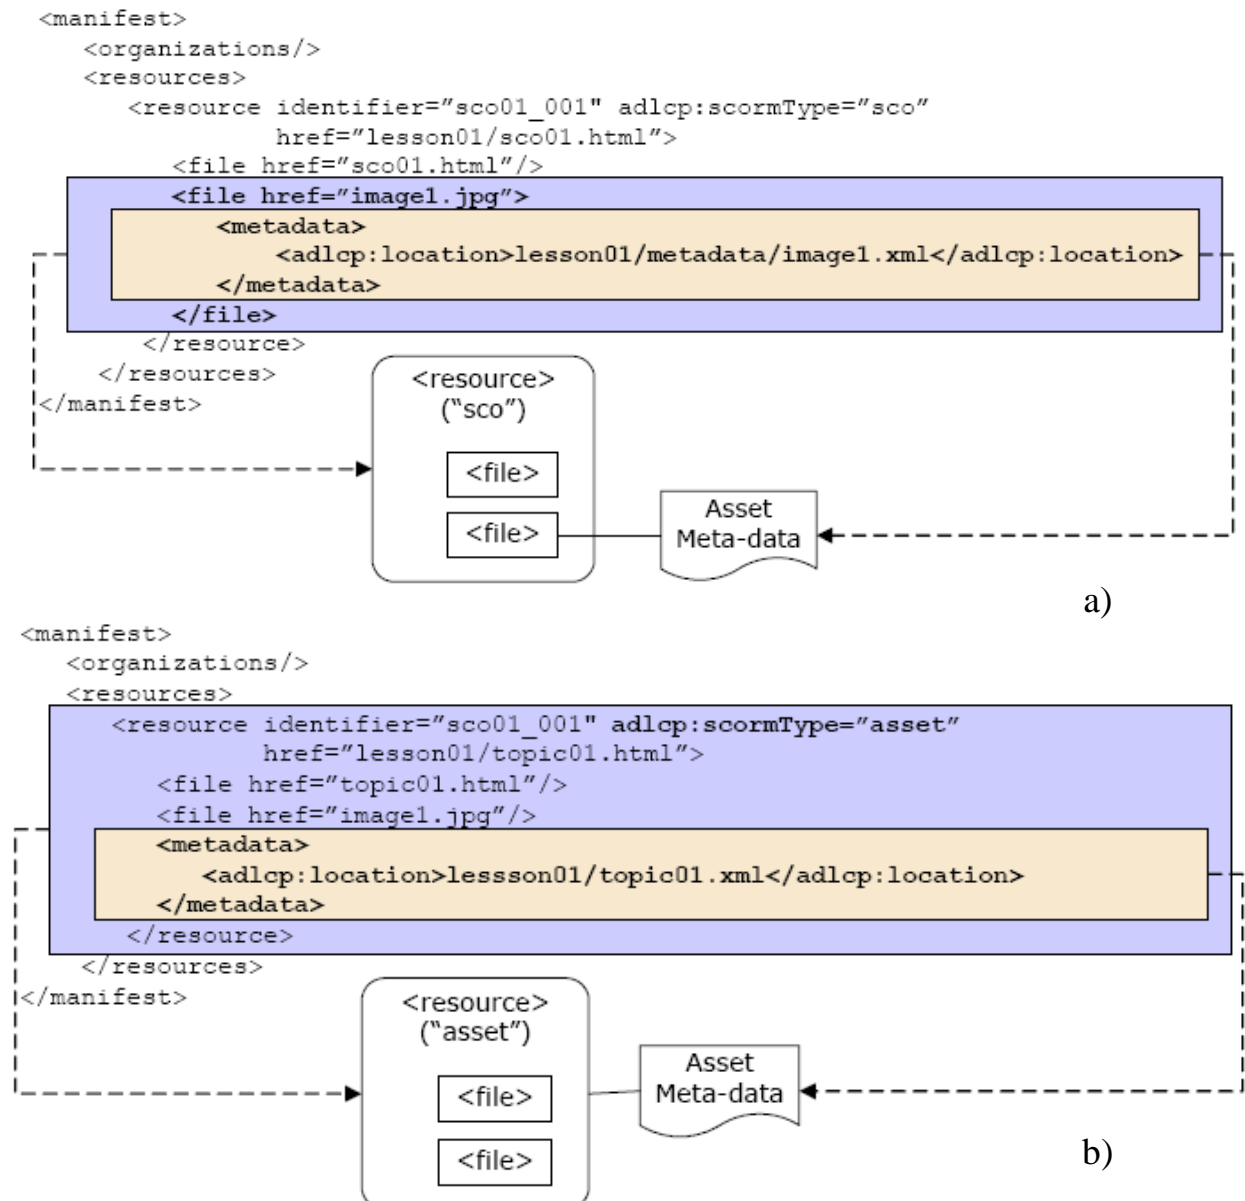 <manifest>
<organizations/>
<resources>
<resource identifier="sco01_001" adlcp:scormType="sco"
href="lesson01/sco01.html">
<file href="sco01.html"/>
<file href="image1.jpg">
<metadata>
<adlcp:location>lesson01/metadata/image1.xml</adlcp:location>
</metadata>
</file>
</resource>
</resources>
</manifest>
<resource>
("sco")
<file>
<file>
Asset
Meta-data
a)
<manifest>
<organizations/>
<resources>
<resource identifier="sco01_001" adlcp:scormType="asset"
href="lesson01/topic01.html">
<file href="topic01.html"/>
<file href="image1.jpg"/>
<metadata>
<adlcp:location>lessson01/topic01.xml</adlcp:location>
</metadata>
</resource>
</resources>
</manifest>
<resource>
("asset")
<file>
<file>
Asset
Meta-data
b)